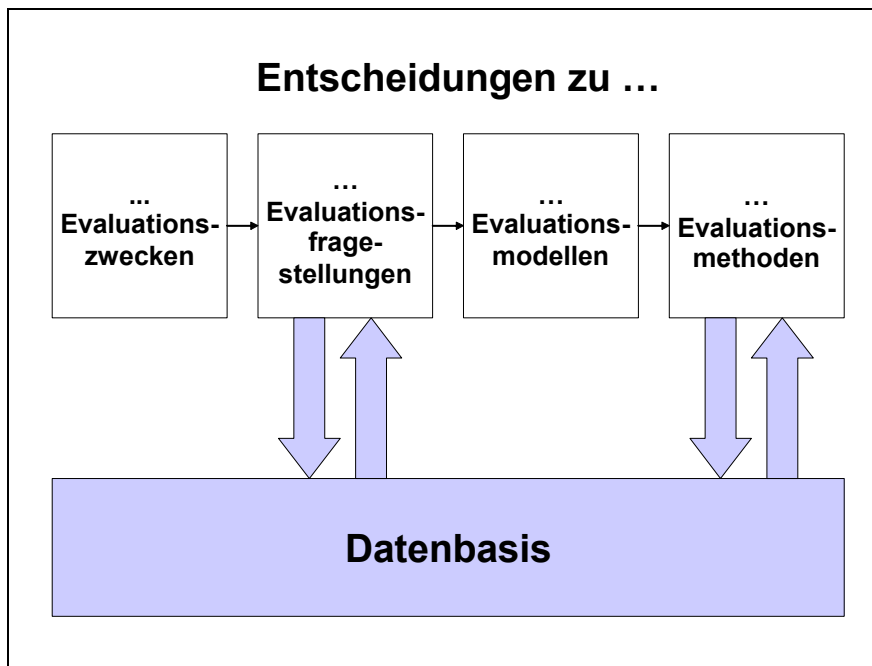 Entscheidungen zu …
...
Evaluations-
zwecken
…
Evaluations-
frage-
stellungen
…
Evaluations-
modellen
…
Evaluations-
methoden
Datenbasis